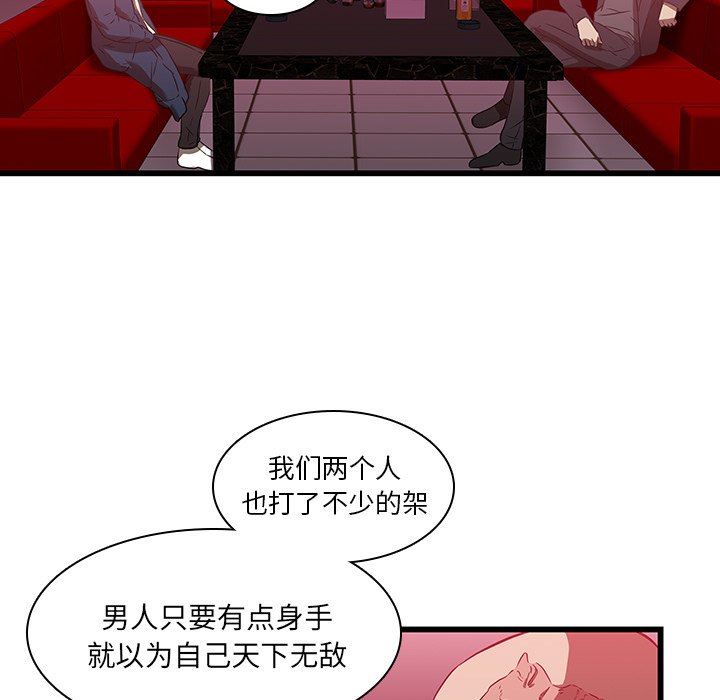 我们两个人
也打了不少的架
男人只要有点身手
就以为自己天下无敌